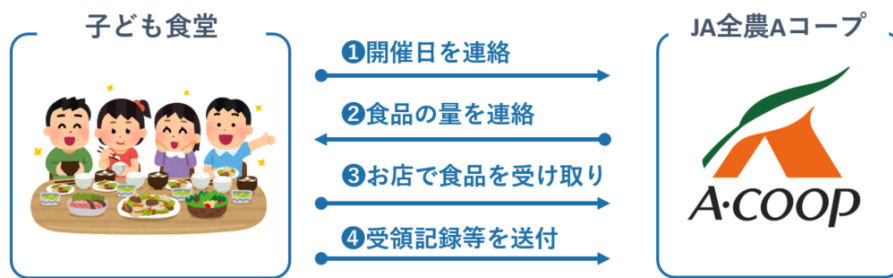 子ども食堂
JA全農Aコープ
❶開催日を連絡
❷食品の量を連絡
❸お店で食品を受け取り
❹受領記録等を送付
A·COOP